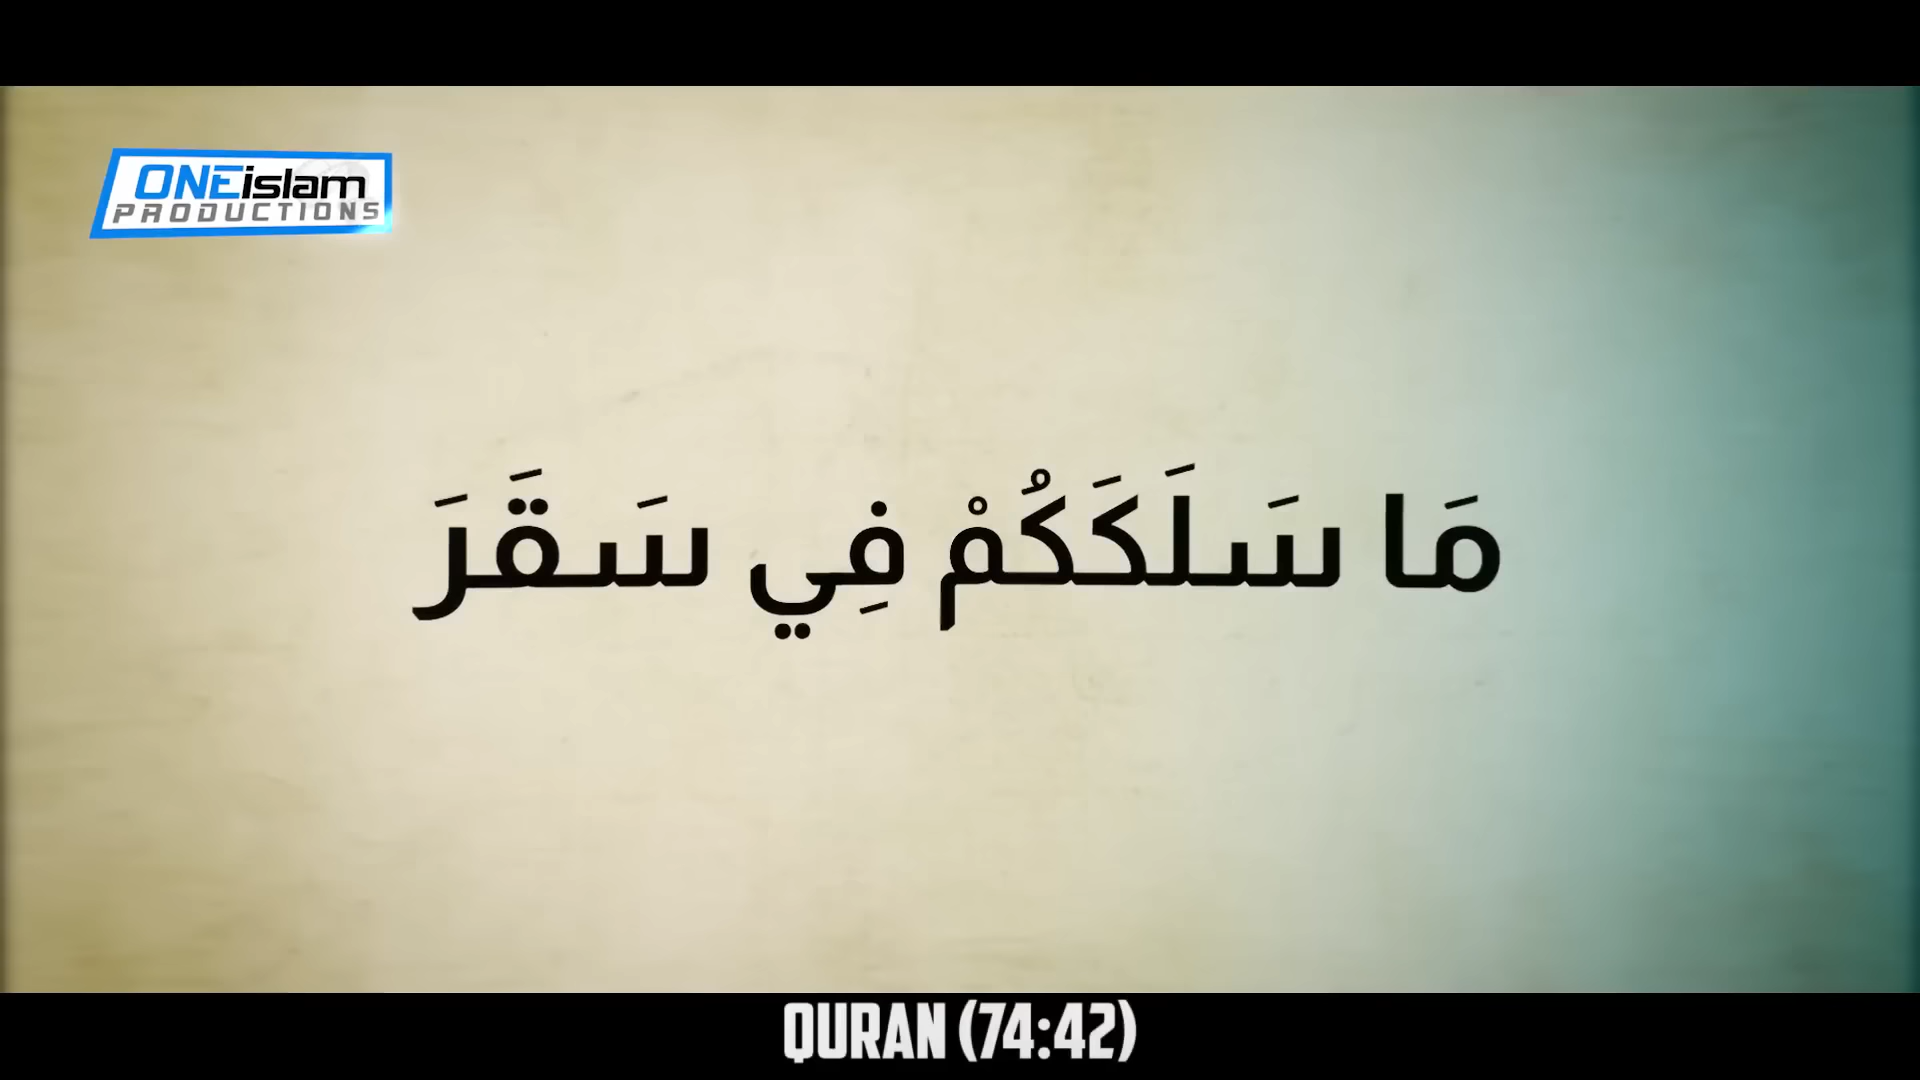 ONEislam
PRODUCTIONS
مَا سَلَكَكُمْ فِي سَقَرَ
QURAN (74:42)